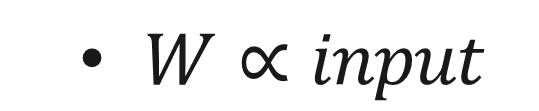 • W ∝ input